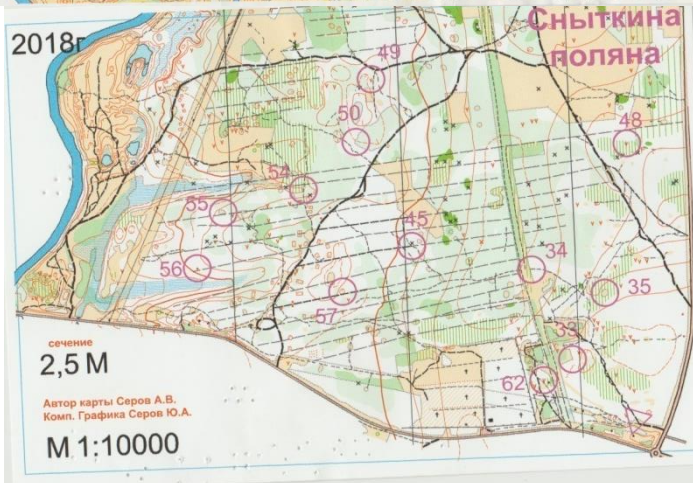 2018г
Сныткина
поляна
49
50
48
54
55
45
56
34
57
35
33
62
сечение
2,5 М
Автор карты Серов А.В.
Комп. Графика Серов Ю.А.
М 1:10000